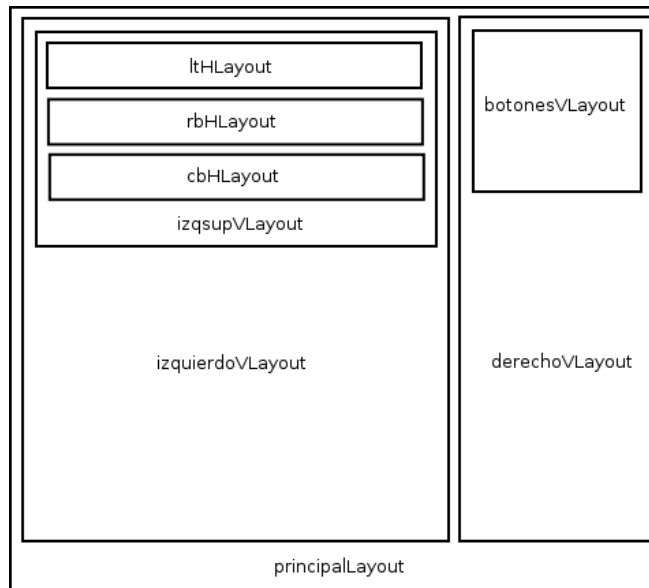 ltHLayout
rbHLayout
cbHLayout
izqsupVLayout
izquierdoVLayout
botonesVLayout
derechoVLayout
principalLayout